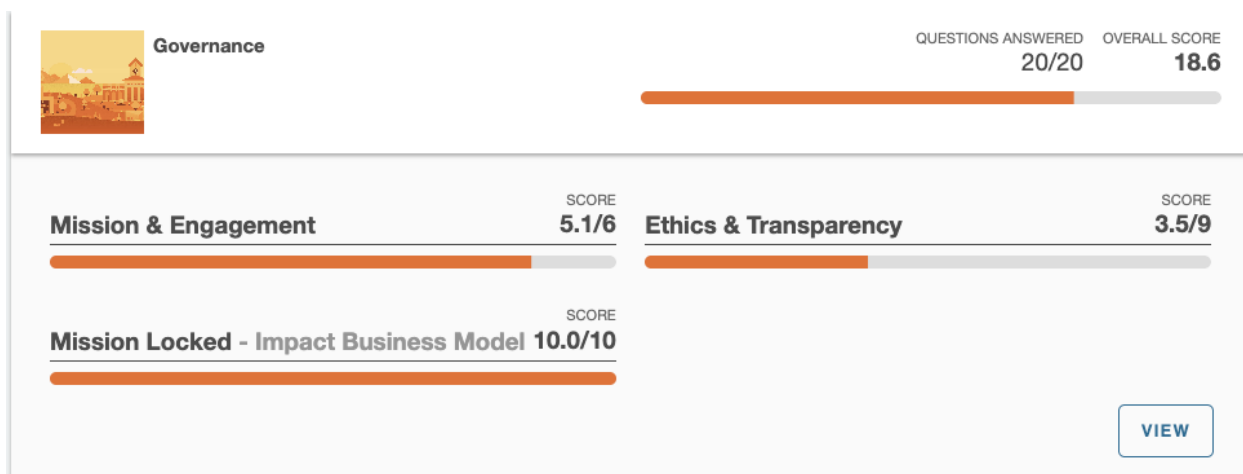 Governance
QUESTIONS ANSWERED OVERALL SCORE
20/20 18.6
SCORE
Mission & Engagement 5.1/6
SCORE
Ethics & Transparency 3.5/9
SCORE
Mission Locked - Impact Business Model 10.0/10
VIEW